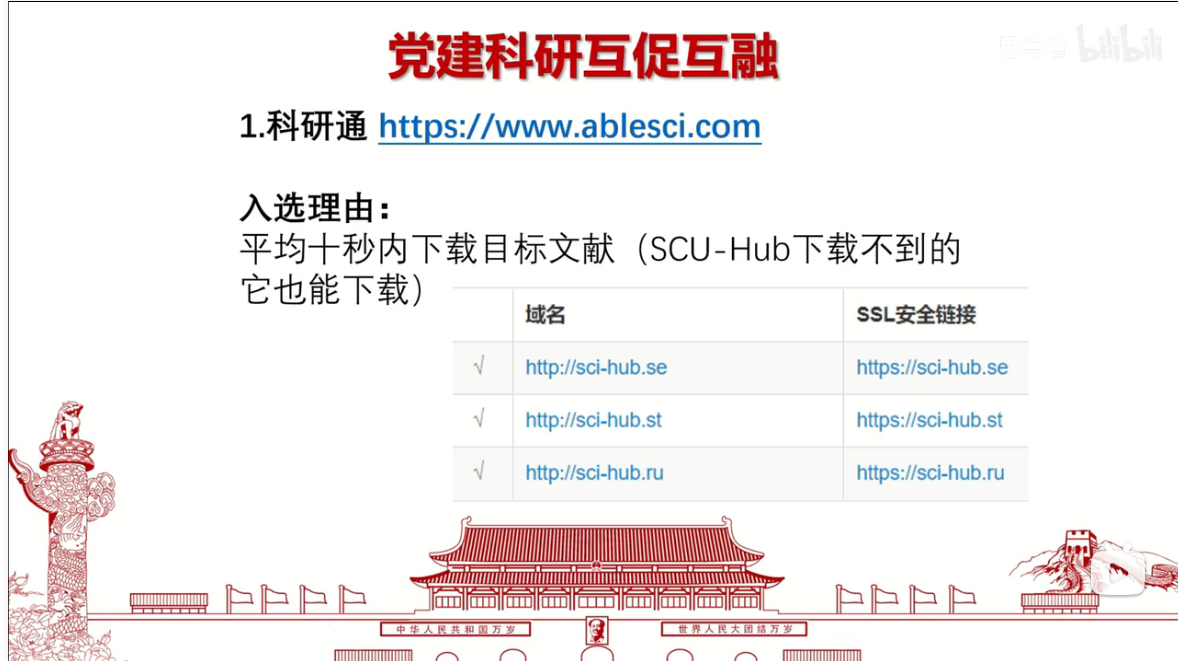 党建科研互促互融
bilibili
1.科研通 https://www.ablesci.com
入选理由：
平均十秒内下载目标文献（SCU-Hub下载不到的
它也能下载）
域名 SSL安全链接
√ http://sci-hub.se https://sci-hub.se
√ http://sci-hub.st https://sci-hub.st
√ http://sci-hub.ru https://sci-hub.ru
中华人民共和国万岁 世界人民大团结万岁